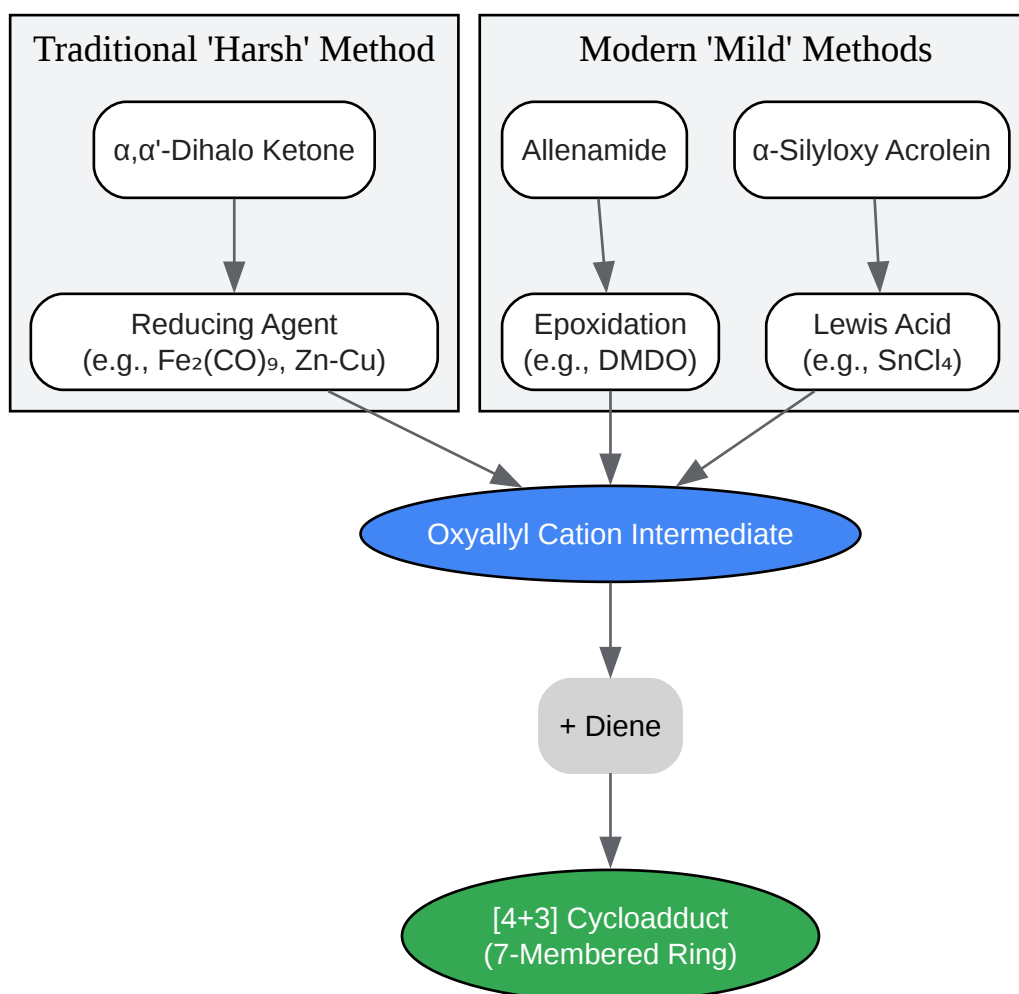 Traditional 'Harsh' Method
Modern 'Mild' Methods
α,α'-Dihalo Ketone
Allenamide
α-Silyloxy Acrolein
Reducing Agent
(e.g., Fe₂(CO)₉, Zn-Cu)
Epoxidation
(e.g., DMDO)
Lewis Acid
(e.g., SnCl₄)
Oxyallyl Cation Intermediate
+ Diene
[4+3] Cycloadduct
(7-Membered Ring)